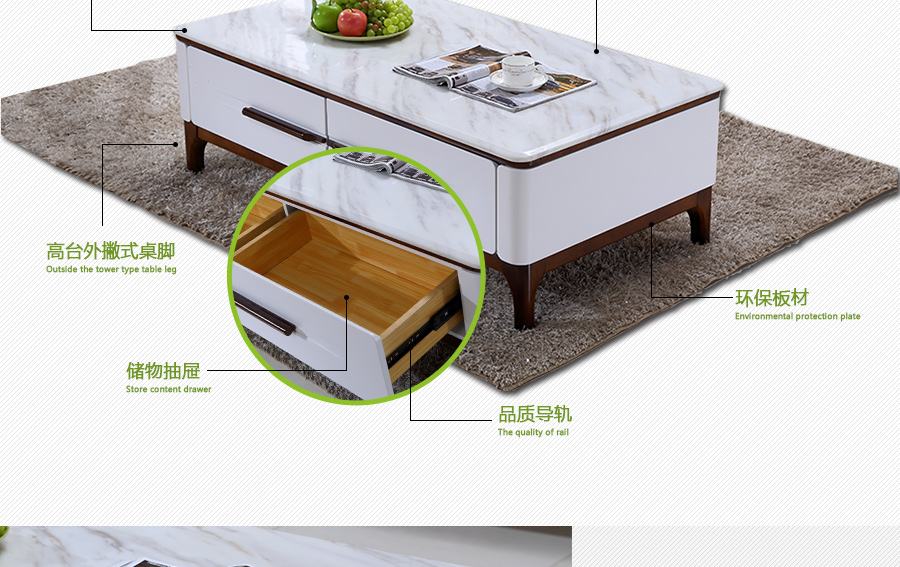 高台外撇式桌脚
Outside the tower type table leg
环保板材
Environmental protection plate
储物抽屉
Store content drawer
品质导轨
The quality of rail